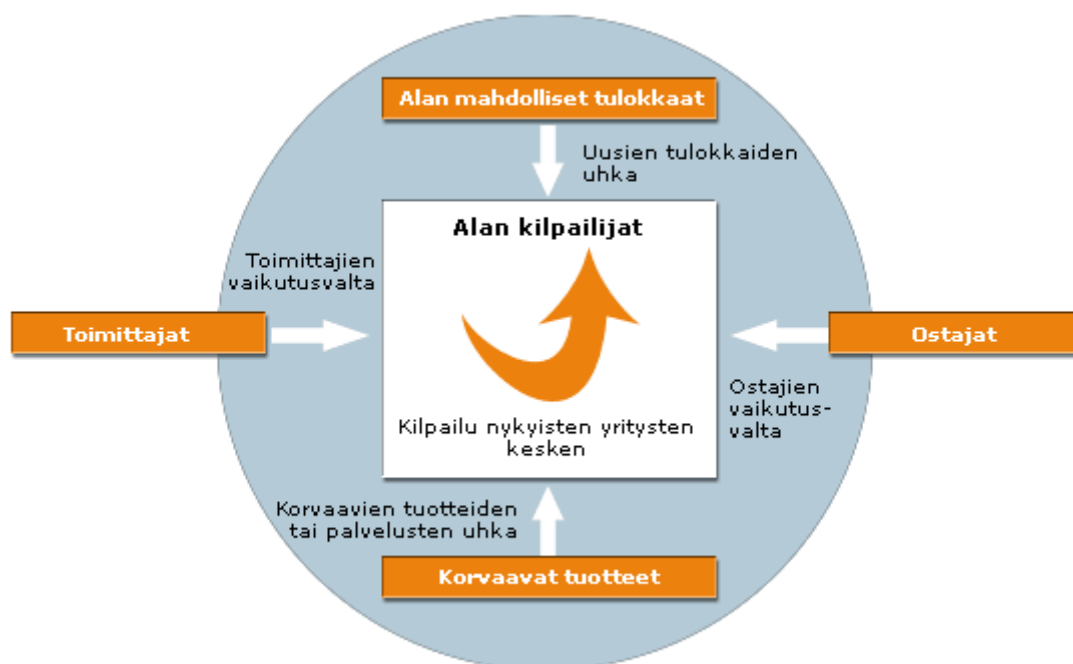 Alan mahdolliset tulokkaat
Uusien tulokkaiden
uhka
Alan kilpailijat
Toimittajien
vaikutusvalta
Toimittajat
Ostajat
Ostajien
vaikutus-
valta
Kilpailu nykyisten yritysten
kesken
Korvaavien tuotteiden
tai palvelusten uhka
Korvaavat tuotteet